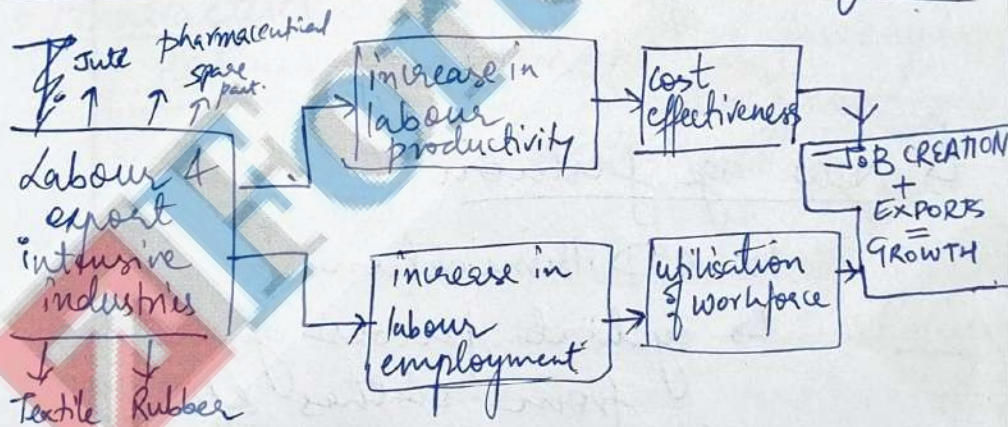 Jute
pharmaceutical
spare
part.
Labour &
export
intensive
industries
Textile
Rubber
increase in
labour
productivity
cost
effectiveness
increase in
labour
employment
utilisation
of workforce
JOB CREATION
+
EXPORTS
=
GROWTH